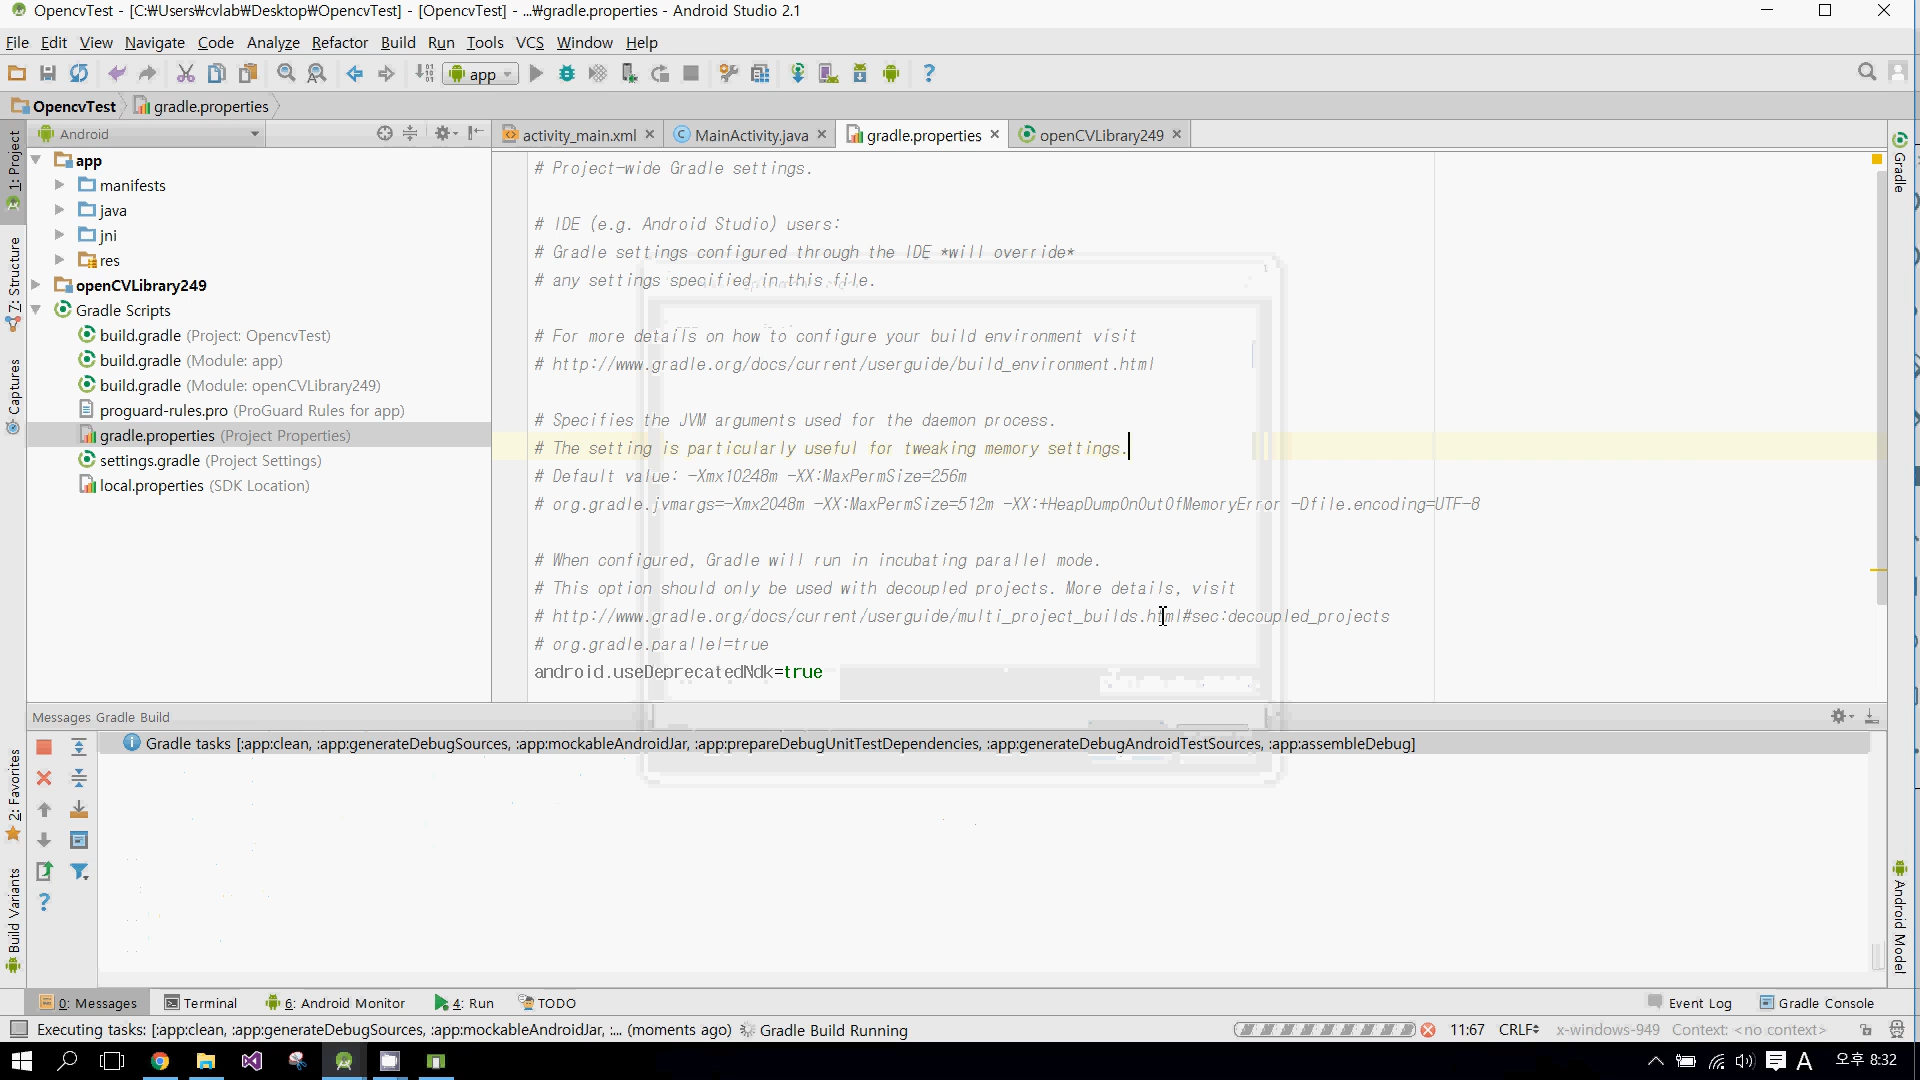 OpencvTest - [C:₩Users₩cvlab₩Desktop₩OpencvTest] - [OpencvTest] - ...₩gradle.properties - Android Studio 2.1
File Edit View Navigate Code Analyze Refactor Build Run Tools VCS Window Help
app
OpencvTest gradle.properties
Android
activity_main.xml MainActivity.java gradle.properties openCVLibrary249
1: Project
Z: Structure
Captures
2: Favorites
Build Variants
app
manifests
java
jni
res
openCVLibrary249
Gradle Scripts
build.gradle (Project: OpencvTest)
build.gradle (Module: app)
build.gradle (Module: openCVLibrary249)
proguard-rules.pro (ProGuard Rules for app)
gradle.properties (Project Properties)
settings.gradle (Project Settings)
local.properties (SDK Location)
# Project-wide Gradle settings.
# IDE (e.g. Android Studio) users:
# Gradle settings configured through the IDE *will override*
# any settings specified in this file.
# For more details on how to configure your build environment visit
# http://www.gradle.org/docs/current/userguide/build_environment.html
# Specifies the JVM arguments used for the daemon process.
# The setting is particularly useful for tweaking memory settings.
# Default value: -Xmx10248m -XX:MaxPermSize=256m
# org.gradle.jvmargs=-Xmx2048m -XX:MaxPermSize=512m -XX:+HeapDumpOnOutOfMemoryError -Dfile.encoding=UTF-8
# When configured, Gradle will run in incubating parallel mode.
# This option should only be used with decoupled projects. More details, visit
# http://www.gradle.org/docs/current/userguide/multi_project_builds.html#sec:decoupled_projects
# org.gradle.parallel=true
android.useDeprecatedNdk=true
Gradle
Android Model
Messages Gradle Build
Gradle tasks [:app:clean, :app:generateDebugSources, :app:mockableAndroidJar, :app:prepareDebugUnitTestDependencies, :app:generateDebugAndroidTestSources, :app:assembleDebug]
0: Messages Terminal 6: Android Monitor 4: Run TODO Event Log Gradle Console
Executing tasks: [:app:clean, :app:generateDebugSources, :app:mockableAndroidJar, :... (moments ago) Gradle Build Running 11:67 CRLF x-windows-949 Context: <no context>
A 오후 8:32